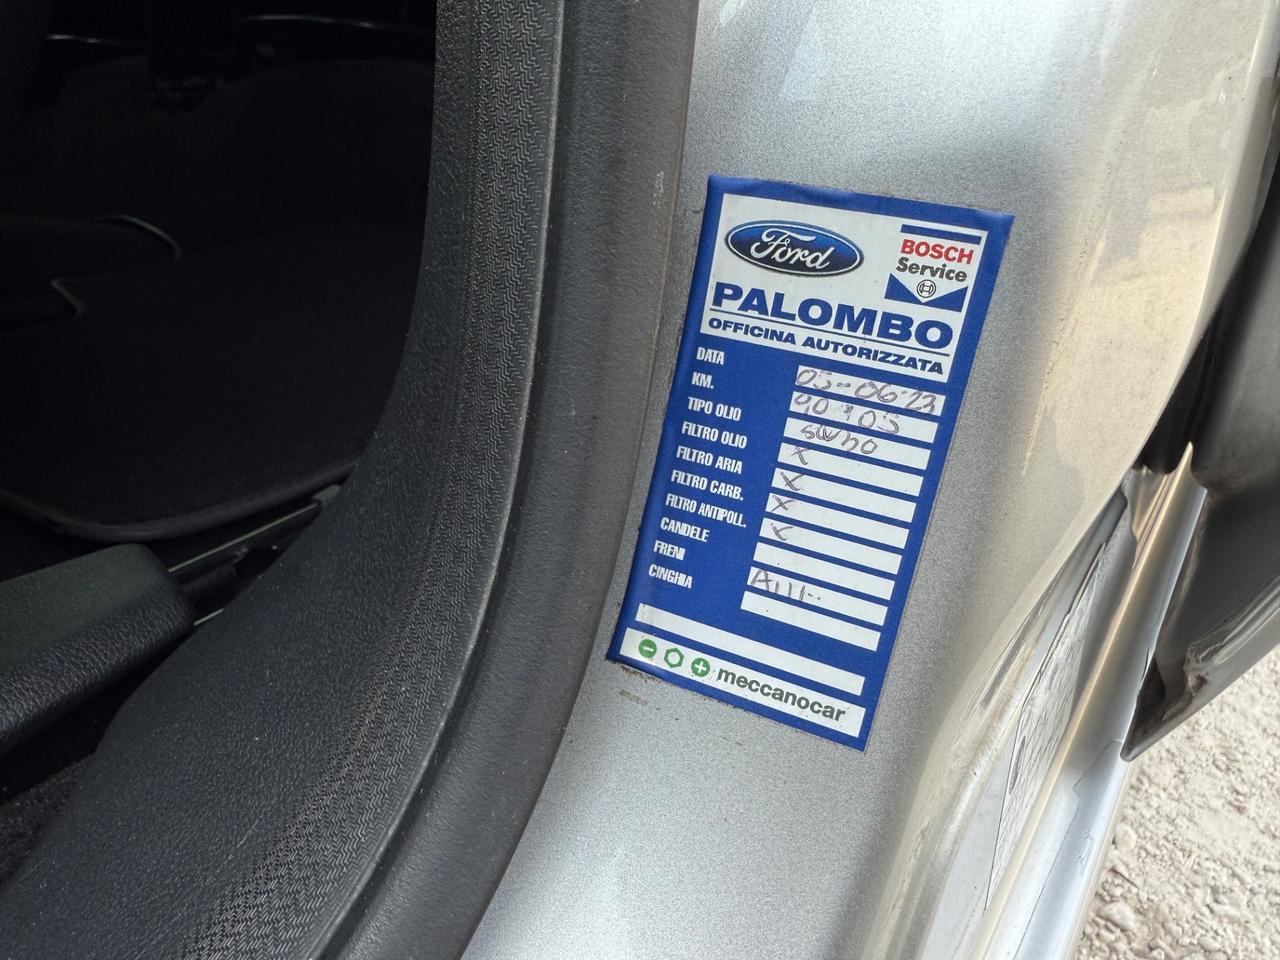 Ford
BOSCH
Service
PALOMBO
OFFICINA AUTORIZZATA
DATA 05-06-23
KM.
TIPO OLIO 5W30
FILTRO OLIO X
FILTRO ARIA X
FILTRO CARB. X
FILTRO ANTIPOLL. X
CANDELE
FRENI
CINGHIA
meccanocar